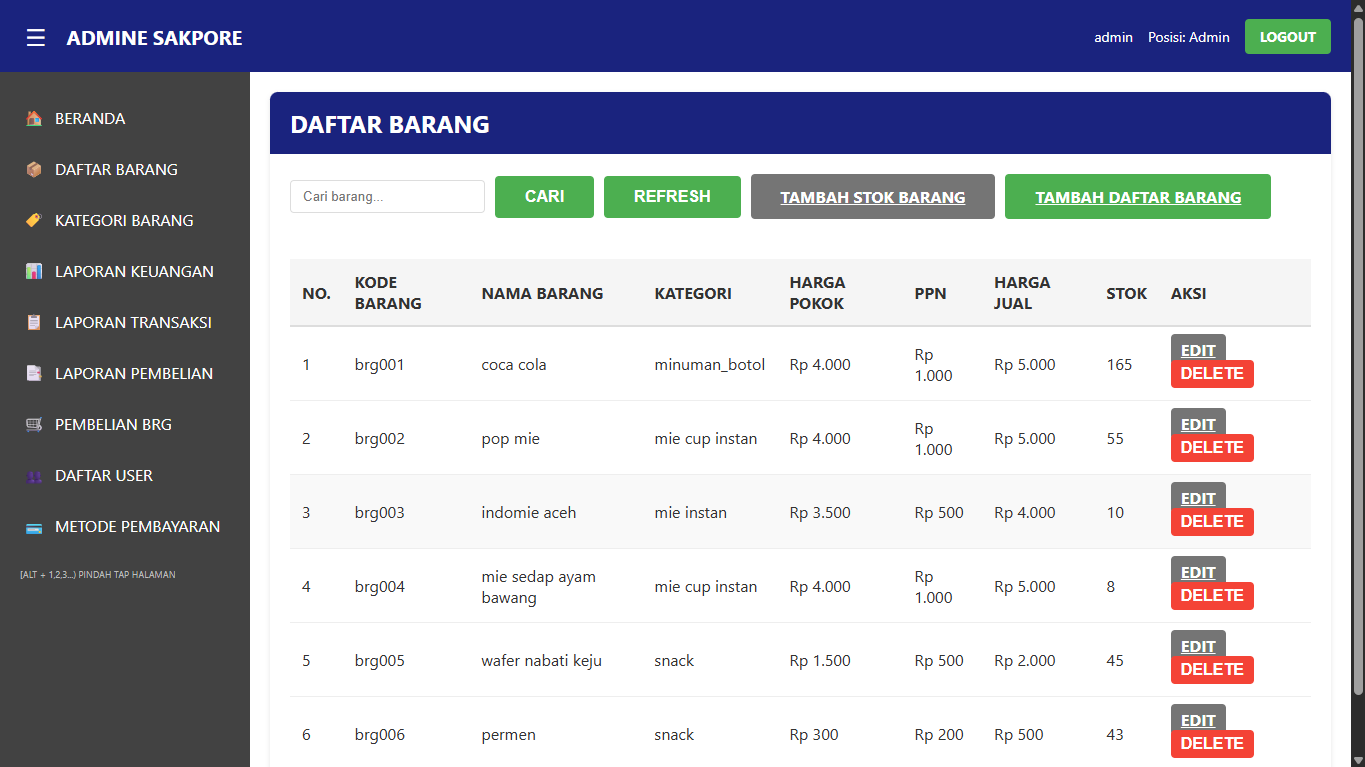 ☰ ADMINE SAKPORE
admin Posisi: Admin LOGOUT
BERANDA
DAFTAR BARANG
KATEGORI BARANG
LAPORAN KEUANGAN
LAPORAN TRANSAKSI
LAPORAN PEMBELIAN
PEMBELIAN BRG
DAFTAR USER
METODE PEMBAYARAN
[ALT + 1,2,3...) PINDAH TAP HALAMAN
DAFTAR BARANG
Cari barang... CARI REFRESH TAMBAH STOK BARANG TAMBAH DAFTAR BARANG
NO. KODE BARANG NAMA BARANG KATEGORI HARGA POKOK PPN HARGA JUAL STOK AKSI
1 brg001 coca cola minuman_botol Rp 4.000 Rp 1.000 Rp 5.000 165 EDIT DELETE
2 brg002 pop mie mie cup instan Rp 4.000 Rp 1.000 Rp 5.000 55 EDIT DELETE
3 brg003 indomie aceh mie instan Rp 3.500 Rp 500 Rp 4.000 10 EDIT DELETE
4 brg004 mie sedap ayam bawang mie cup instan Rp 4.000 Rp 1.000 Rp 5.000 8 EDIT DELETE
5 brg005 wafer nabati keju snack Rp 1.500 Rp 500 Rp 2.000 45 EDIT DELETE
6 brg006 permen snack Rp 300 Rp 200 Rp 500 43 EDIT DELETE